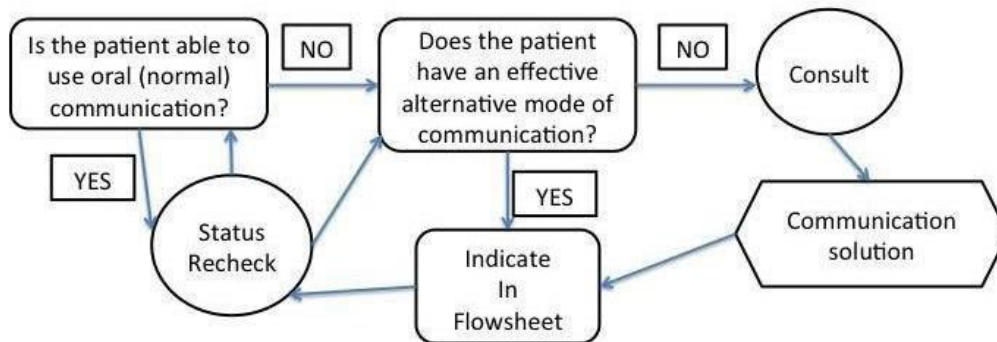 Is the patient able to
use oral (normal)
communication?
NO
Does the patient
have an effective
alternative mode of
communication?
NO
Consult
YES
Status
Recheck
YES
Indicate
In
Flowsheet
Communication
solution